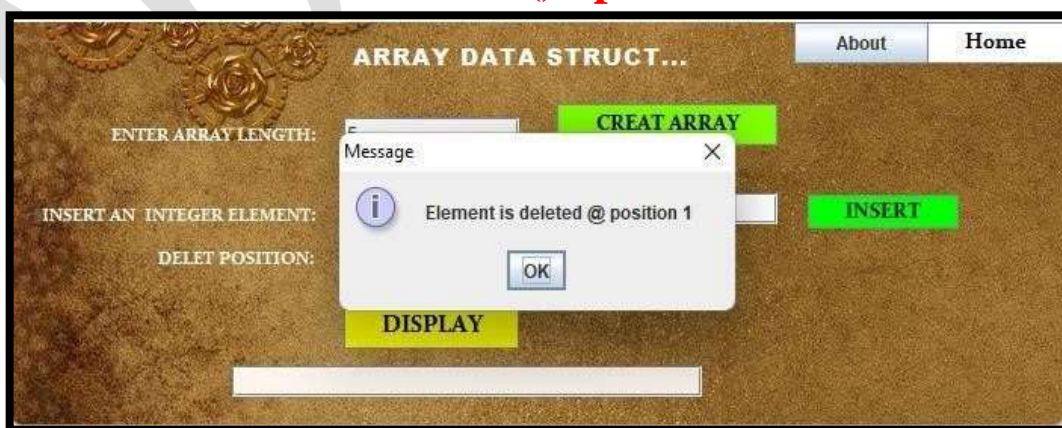 About Home
ARRAY DATA STRUCT...
ENTER ARRAY LENGTH:
CREAT ARRAY
Message
Element is deleted @ position 1
INSERT AN INTEGER ELEMENT:
INSERT
DELET POSITION:
OK
DISPLAY